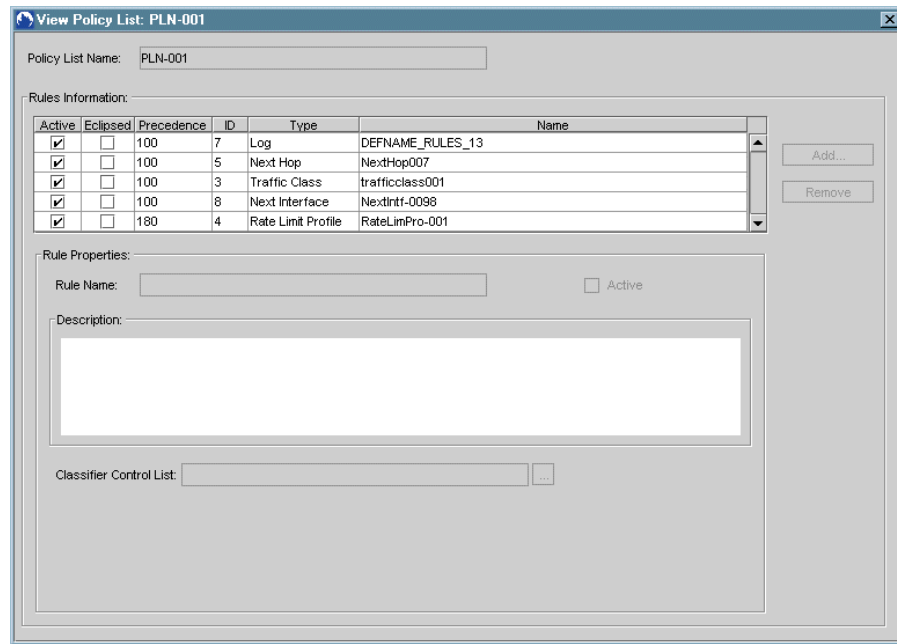 View Policy List: PLN-001
Policy List Name: PLN-001
Rules Information:
Active Eclipsed Precedence ID Type Name
100 7 Log DEFNAME_RULES_13
100 5 Next Hop NextHop007
100 3 Traffic Class trafficclass001
100 8 Next Interface NextIntf-0098
180 4 Rate Limit Profile RateLimPro-001
Add...
Remove
Rule Properties:
Rule Name: Active
Description:
Classifier Control List: ...